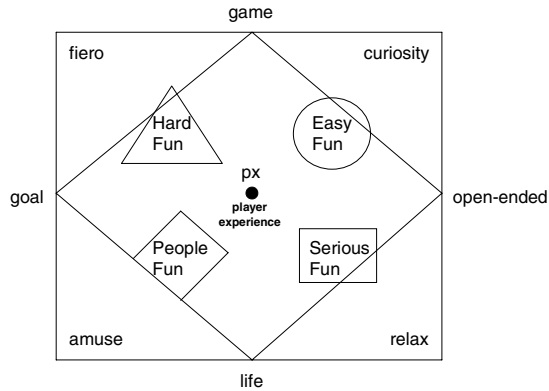 game
fiero
curiosity
Hard
Fun
Easy
Fun
px
goal
open-ended
player
experience
People
Fun
Serious
Fun
amuse
relax
life